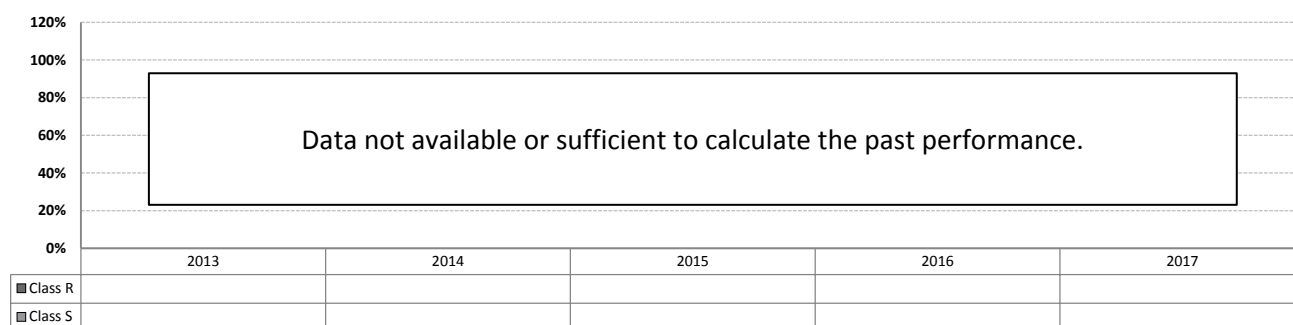 120%
100%
80%
60%
40%
20%
0%
Data not available or sufficient to calculate the past performance.
2013 2014 2015 2016 2017
Class R
Class S